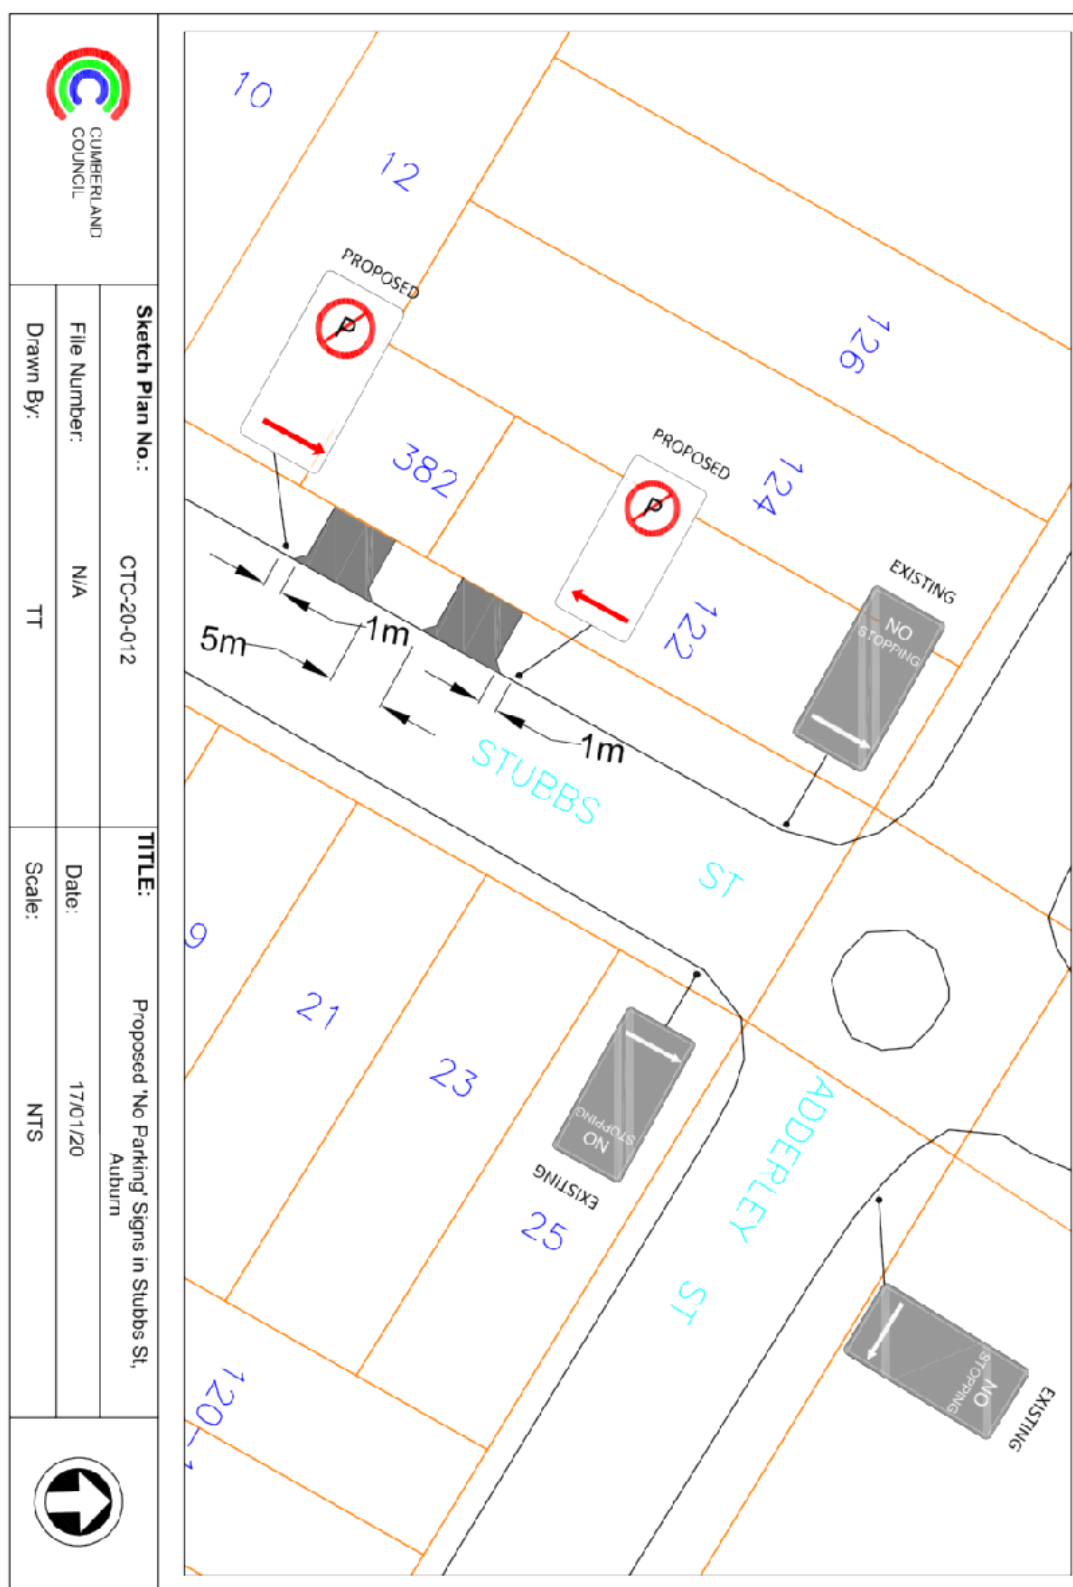 10
12
PROPOSED
P
382
PROPOSED
P
126
124
122
EXISTING
NO
STOPPING
1m
5m
1m
STUBBS
ST
9
21
23
25
NO
STOPPING
EXISTING
ADDERLEY
ST
NO
STOPPING
EXISTING
CUMBERLAND
COUNCIL
Sketch Plan No.: CTC-20-012
File Number: N/A
Drawn By: TT
TITLE: Proposed 'No Parking' Signs in Stubbs St,
Auburn
Date: 17/01/20
Scale: NTS